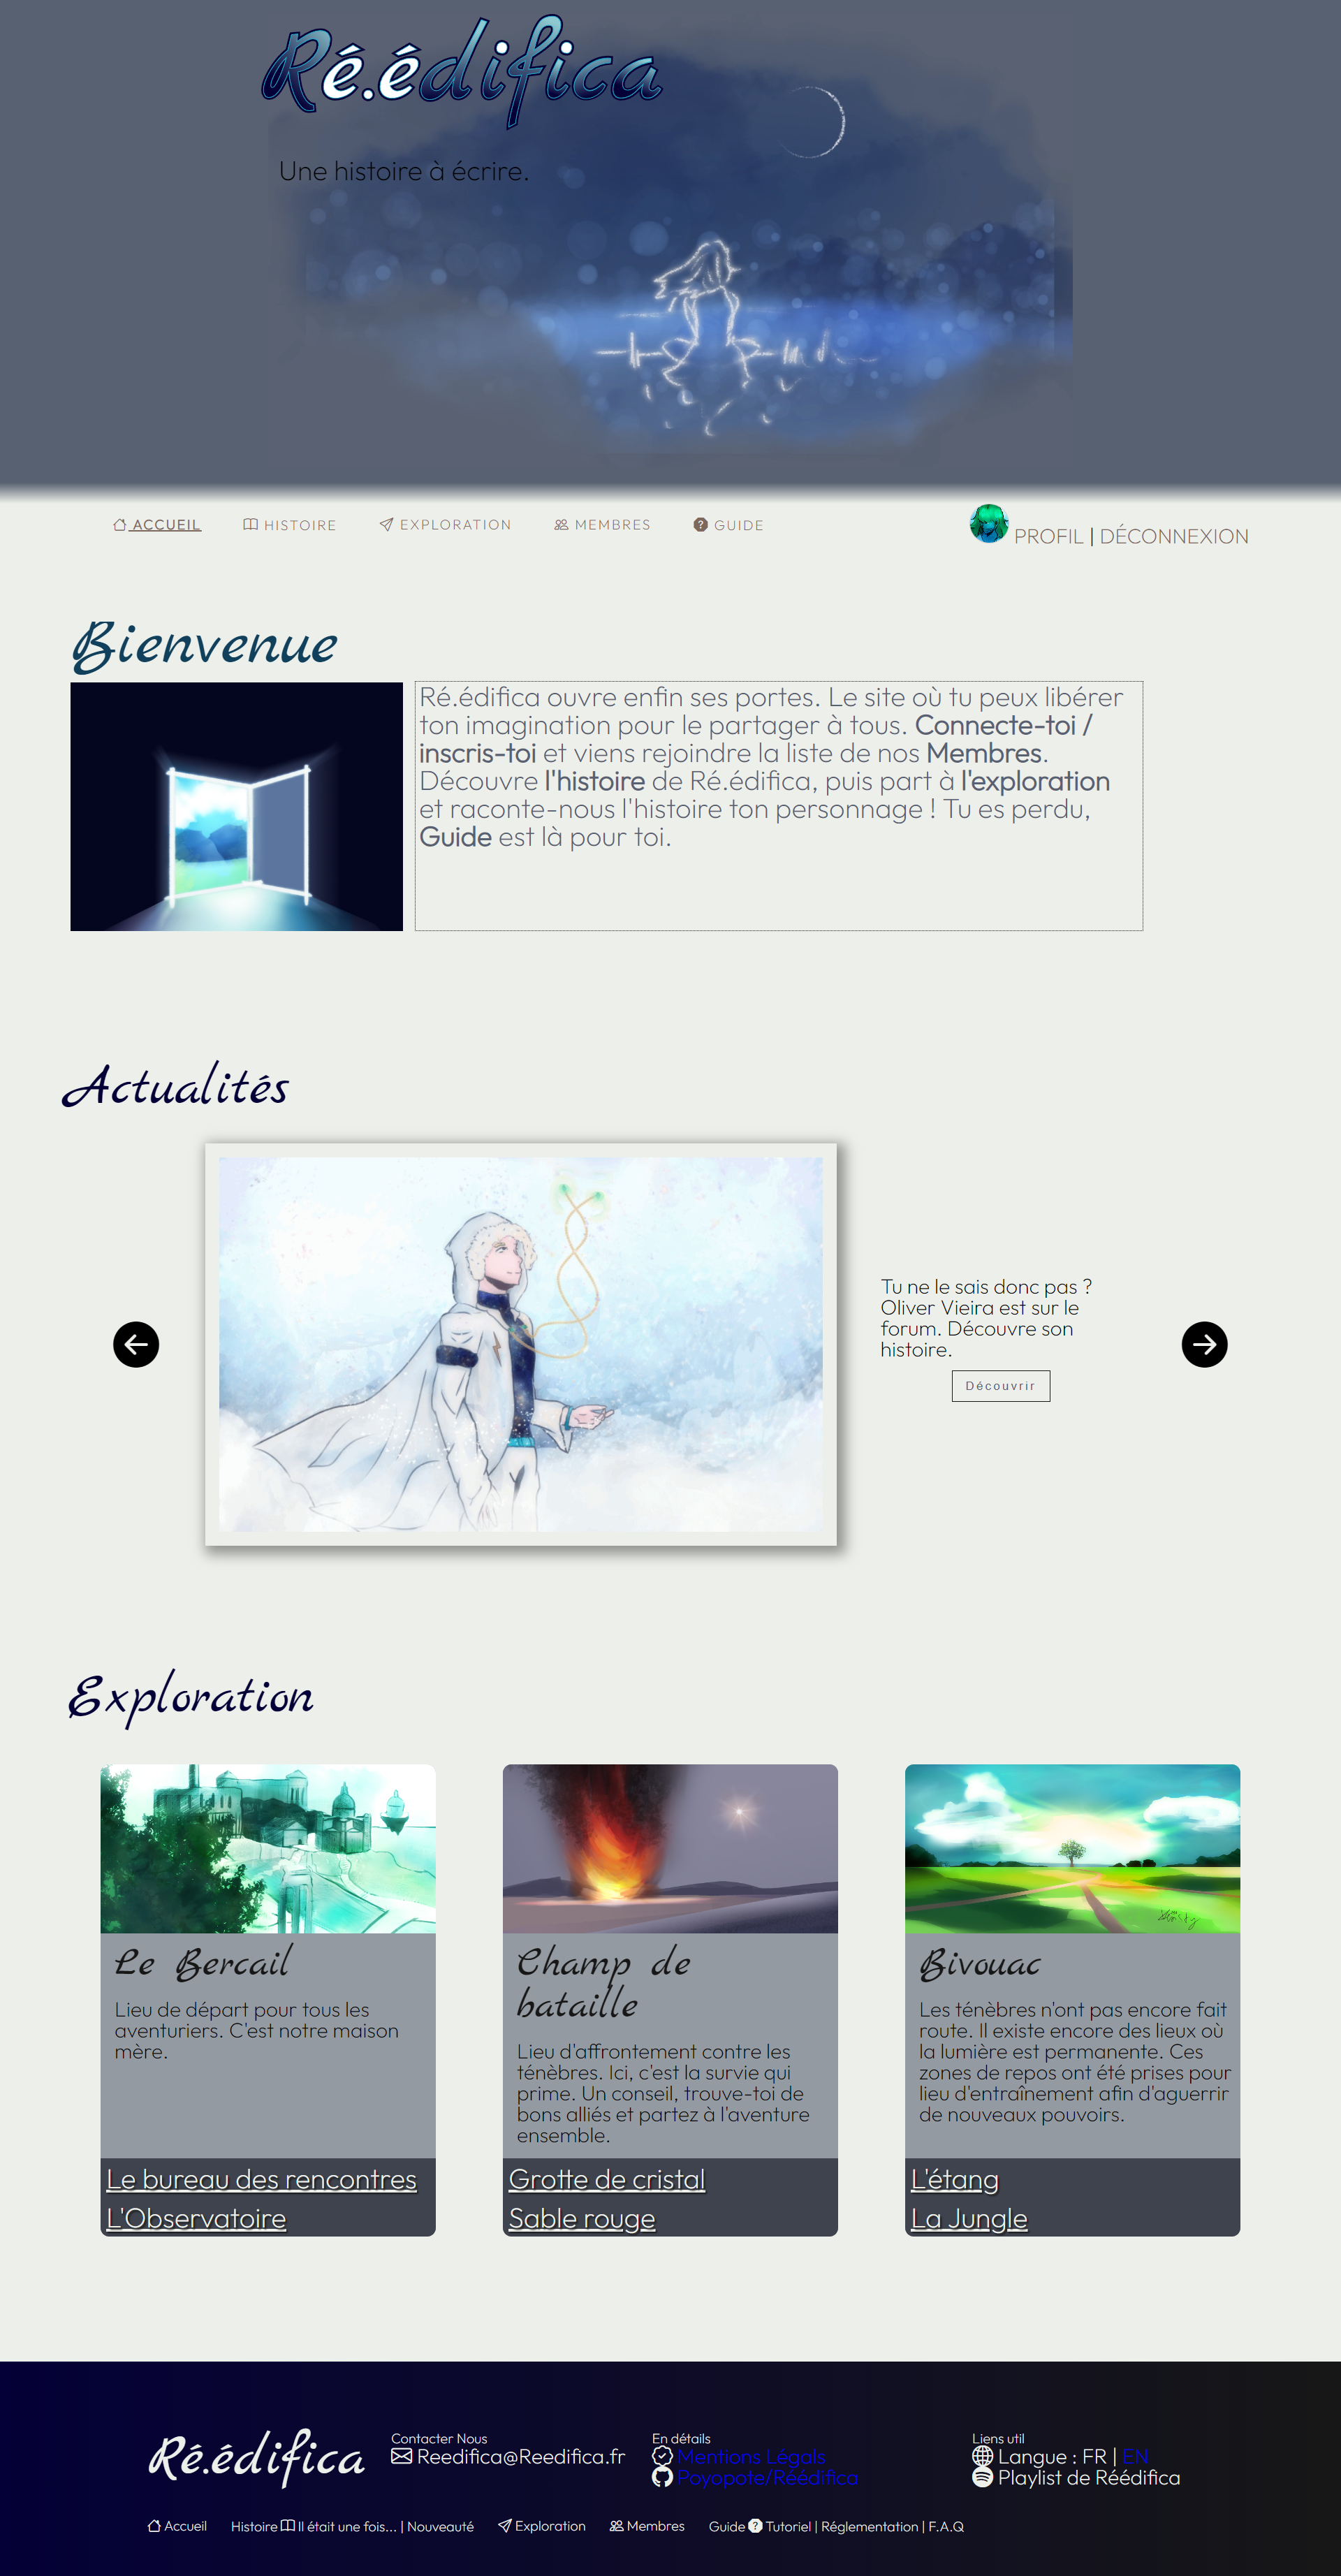 Ré.édifica
Une histoire à écrire.
ACCUEIL
HISTOIRE
EXPLORATION
MEMBRES
GUIDE
PROFIL | DÉCONNEXION
Bienvenue
Ré.édifica ouvre enfin ses portes. Le site où tu peux libérer
ton imagination pour le partager à tous. Connecte-toi /
inscris-toi et viens rejoindre la liste de nos Membres.
Découvre l'histoire de Ré.édifica, puis part à l'exploration
et raconte-nous l'histoire ton personnage ! Tu es perdu,
Guide est là pour toi.
Actualités
Tu ne le sais donc pas ?
Oliver Vieira est sur le
forum. Découvre son
histoire.
Découvrir
Exploration
Le Bercail
Lieu de départ pour tous les
aventuriers. C'est notre maison
mère.
Le bureau des rencontres
L'Observatoire
Champ de
bataille
Lieu d'affrontement contre les
ténèbres. Ici, c'est la survie qui
prime. Un conseil, trouve-toi de
bons alliés et partez à l'aventure
ensemble.
Grotte de cristal
Sable rouge
Bivouac
Les ténèbres n'ont pas encore fait
route. Il existe encore des lieux où
la lumière est permanente. Ces
zones de repos ont été prises pour
lieu d'entraînement afin d'aguerrir
de nouveaux pouvoirs.
L'étang
La Jungle
Ré.édifica
Contacter Nous
Reedifica@Reedifica.fr
En détails
Mentions Légals
Poyopote/Réédifica
Liens util
Langue : FR | EN
Playlist de Réédifica
Accueil
Histoire Il était une fois... | Nouveauté
Exploration
Membres
Guide Tutoriel | Réglementation | F.A.Q